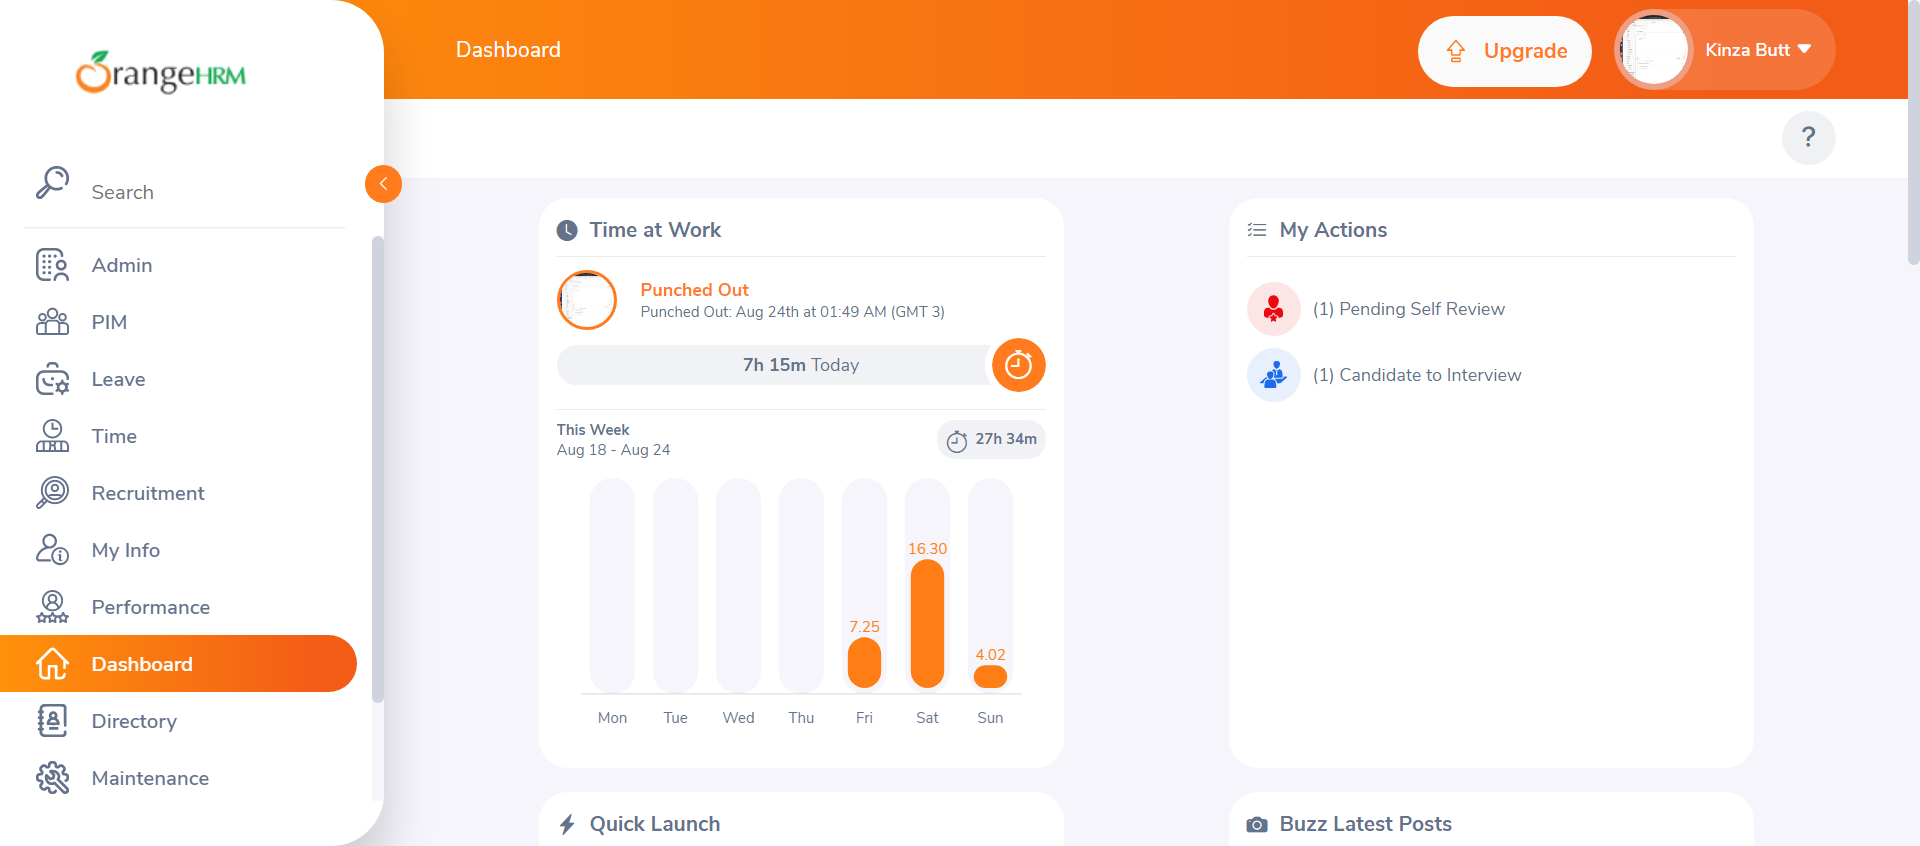 OrangeHRM
Dashboard
Upgrade
Kinza Butt
?
Search
Admin
PIM
Leave
Time
Recruitment
My Info
Performance
Dashboard
Directory
Maintenance
Time at Work
Punched Out
Punched Out: Aug 24th at 01:49 AM (GMT 3)
7h 15m Today
This Week
Aug 18 - Aug 24
27h 34m
16.30
7.25
4.02
Mon Tue Wed Thu Fri Sat Sun
My Actions
(1) Pending Self Review
(1) Candidate to Interview
Quick Launch
Buzz Latest Posts